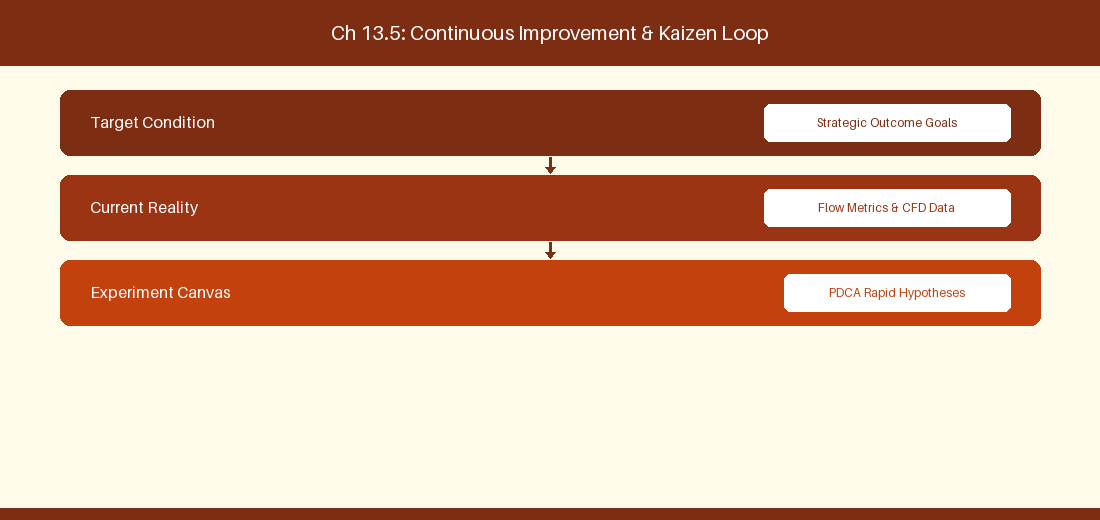 Ch 13.5: Continuous Improvement & Kaizen Loop
Target Condition
Strategic Outcome Goals
Current Reality
Flow Metrics & CFD Data
Experiment Canvas
PDCA Rapid Hypotheses